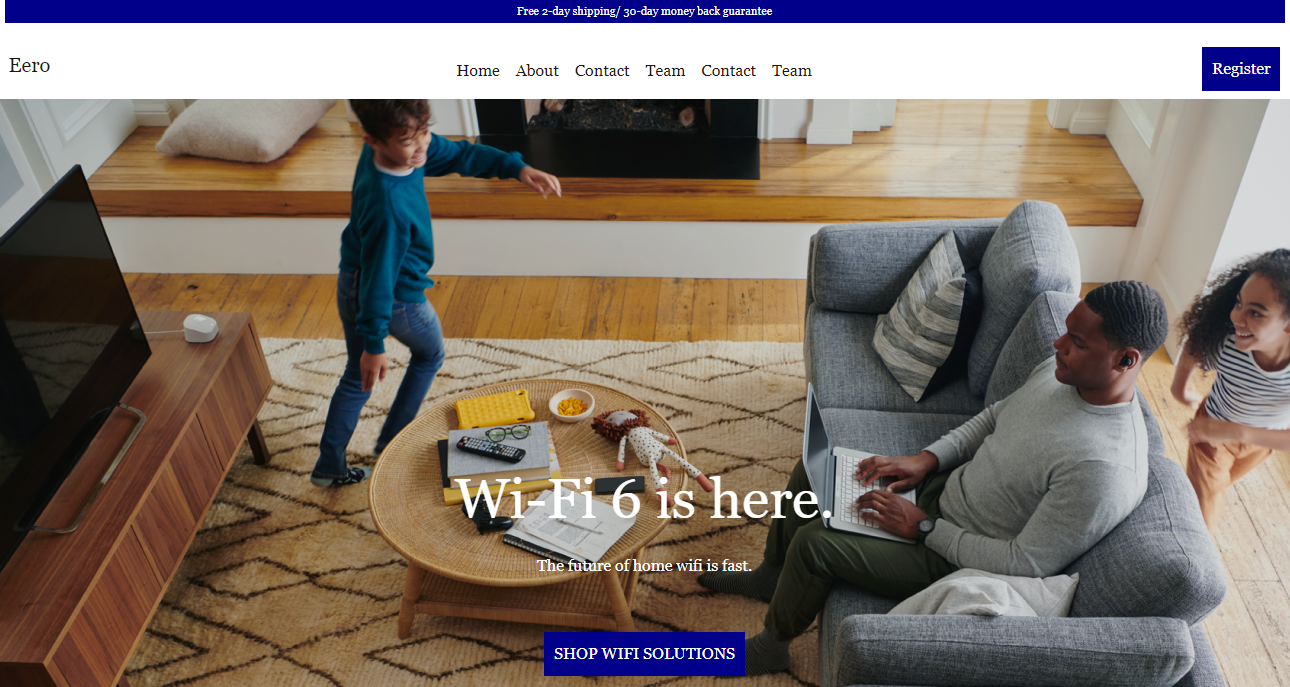 Free 2-day shipping/ 30-day money back guarantee
Eero
Home About Contact Team Contact Team
Register
Wi-Fi 6 is here.
The future of home wifi is fast.
SHOP WIFI SOLUTIONS